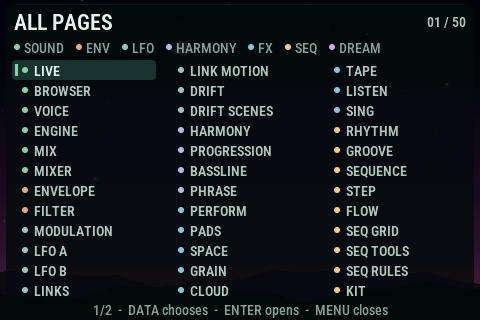 ALL PAGES
01 / 50
SOUND ENV LFO HARMONY FX SEQ DREAM
LIVE
BROWSER
VOICE
ENGINE
MIX
MIXER
ENVELOPE
FILTER
MODULATION
LFO A
LFO B
LINKS
LINK MOTION
DRIFT
DRIFT SCENES
HARMONY
PROGRESSION
BASSLINE
PHRASE
PERFORM
PADS
SPACE
GRAIN
CLOUD
TAPE
LISTEN
SING
RHYTHM
GROOVE
SEQUENCE
STEP
FLOW
SEQ GRID
SEQ TOOLS
SEQ RULES
KIT
1/2 - DATA chooses - ENTER opens - MENU closes